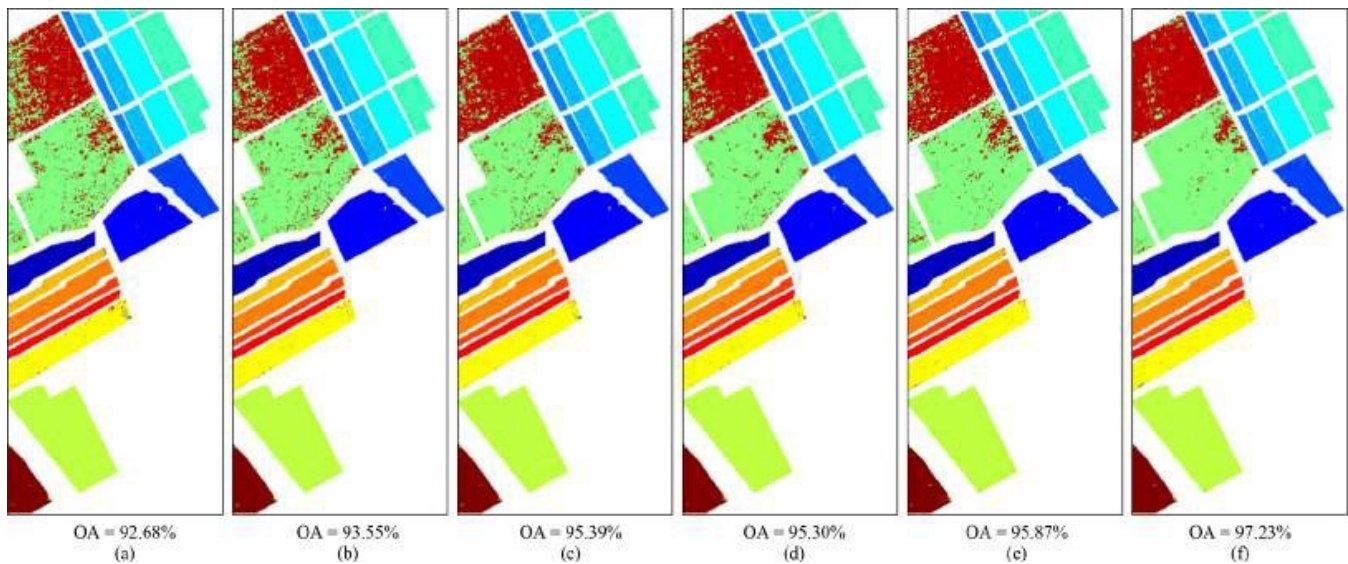 OA = 92.68% OA = 93.55% OA = 95.39% OA = 95.30% OA = 95.87% OA = 97.23%
(a) (b) (c) (d) (e) (f)